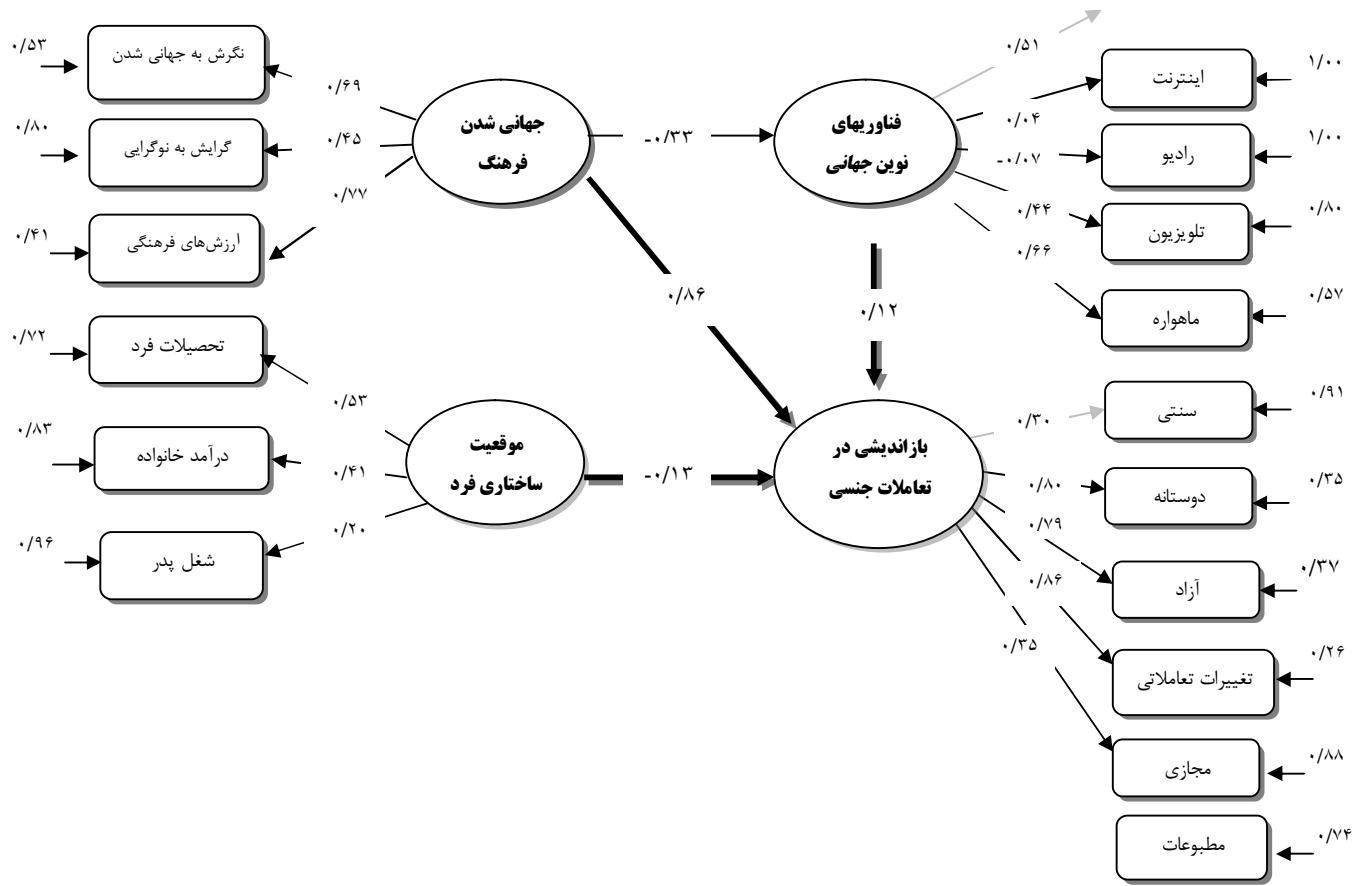 ۰/۵۳
نگرش به جهانی شدن
۰/۶۹
۰/۸۰
گرایش به نوگرایی
۰/۴۵
۰/۴۱
ارزش‌های فرهنگی
۰/۷۷
جهانی شدن
فرهنگ
-۰/۳۳
فناوریهای
نوین جهانی
۰/۵۱
۰/۰۴
-۰/۰۷
۰/۴۴
۰/۶۶
اینترنت
۱/۰۰
رادیو
۱/۰۰
تلویزیون
۰/۸۰
ماهواره
۰/۵۷
۰/۸۶
۰/۱۲
۰/۷۲
تحصیلات فرد
۰/۵۳
۰/۸۳
درآمد خانواده
۰/۴۱
۰/۹۶
شغل پدر
۰/۲۰
موقعیت
ساختاری فرد
-۰/۱۳
بازاندیشی در
تعاملات جنسی
۰/۳۰
۰/۸۰
۰/۷۹
۰/۸۶
۰/۳۵
سنتی
۰/۹۱
دوستانه
۰/۳۵
آزاد
۰/۳۷
تغییرات تعاملاتی
۰/۲۶
مجازی
۰/۸۸
مطبوعات
۰/۷۴